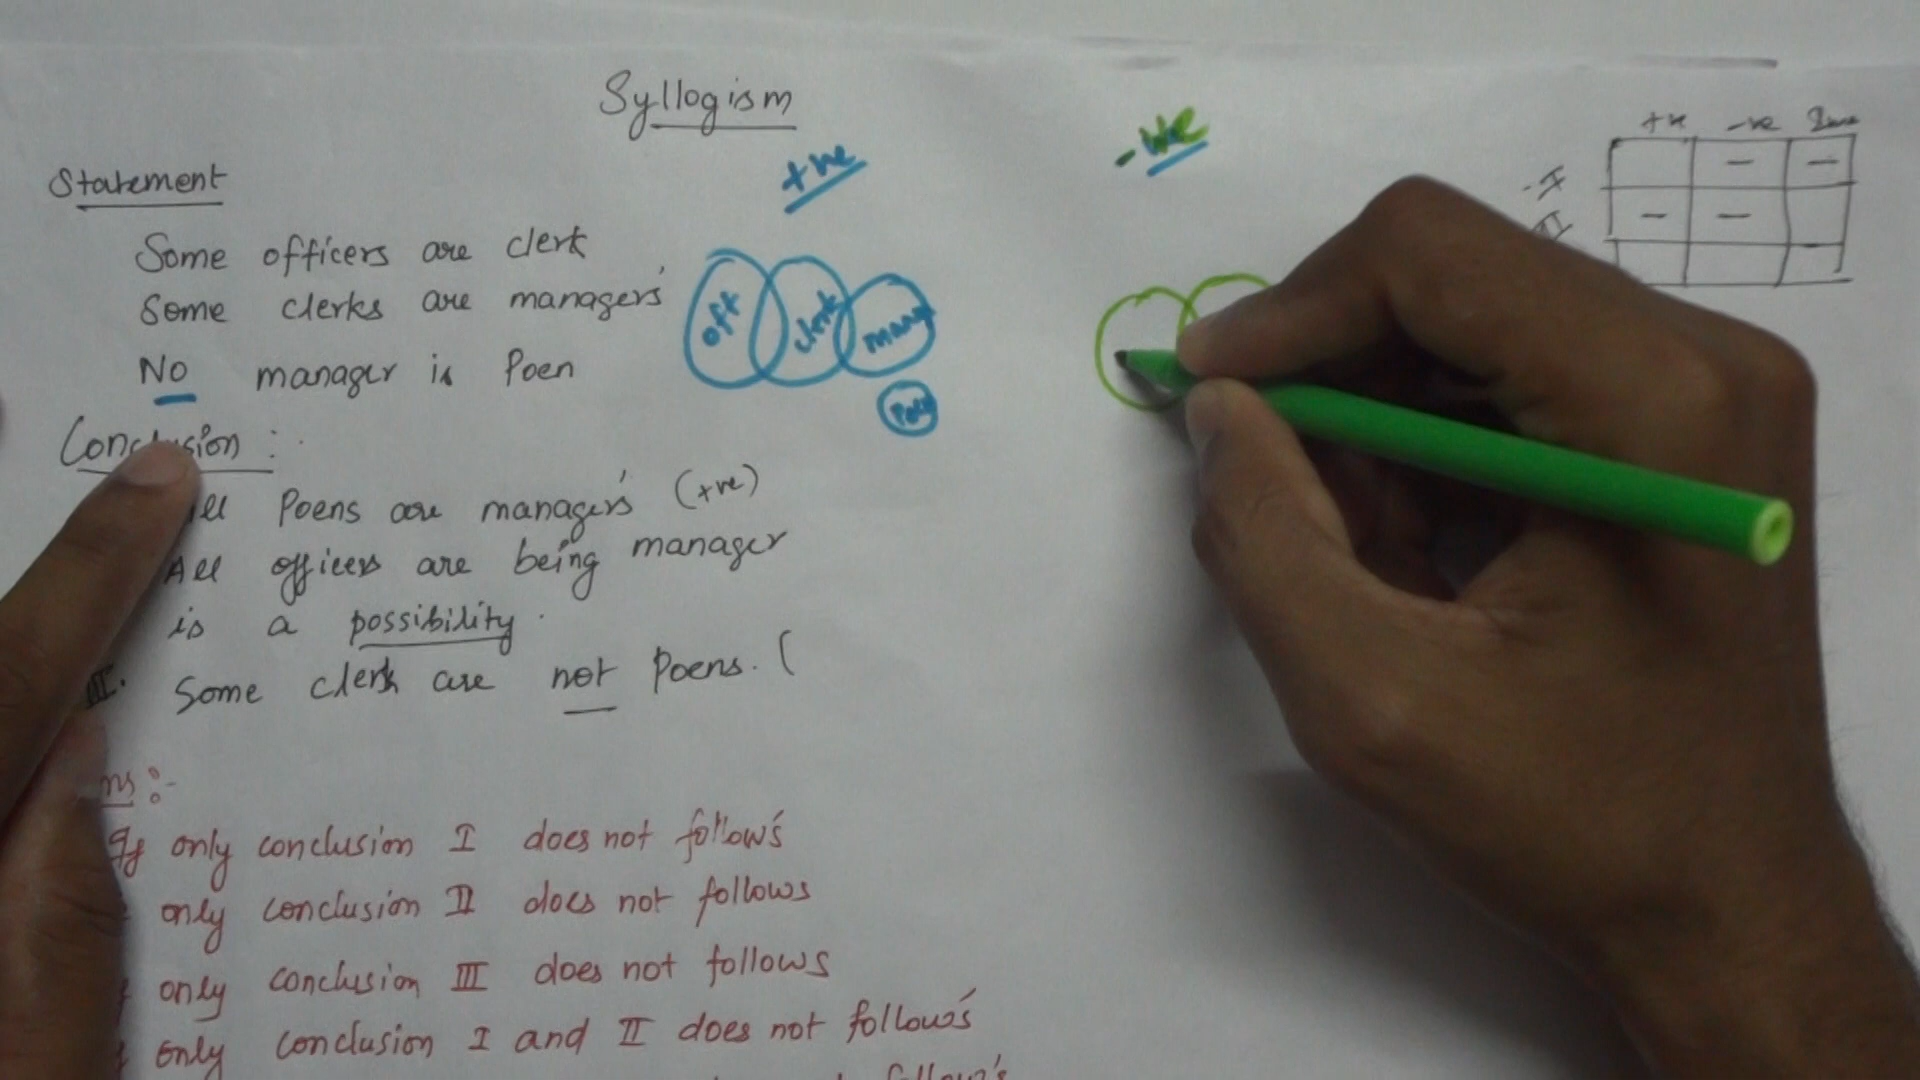 Syllogism
+ve
-ve
+ve -ve
Statement
Some officers are clerk
Some clerks are managers
No manager is Poen
off clerk manag
Poen
Conclusion :
Poens are managers (+ve)
All officers are being manager
is a possibility.
Some clerk are not Poens. (
only conclusion I does not follows
only conclusion II does not follows
only conclusion III does not follows
only conclusion I and II does not follows